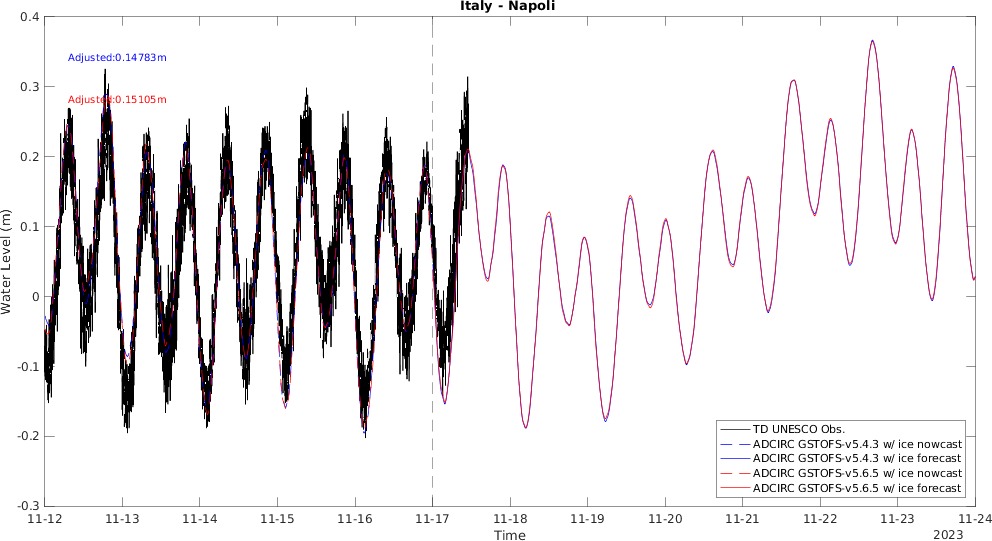 Italy - Napoli
Adjusted:0.14783m
Adjusted:0.15105m
0.4
0.3
0.2
0.1
0
-0.1
-0.2
-0.3
Water Level (m)
11-12
11-13
11-14
11-15
11-16
11-17
11-18
11-19
11-20
11-21
11-22
11-23
11-24
Time
2023
TD UNESCO Obs.
ADCIRC GSTOFS-v5.4.3 w/ ice nowcast
ADCIRC GSTOFS-v5.4.3 w/ ice forecast
ADCIRC GSTOFS-v5.6.5 w/ ice nowcast
ADCIRC GSTOFS-v5.6.5 w/ ice forecast